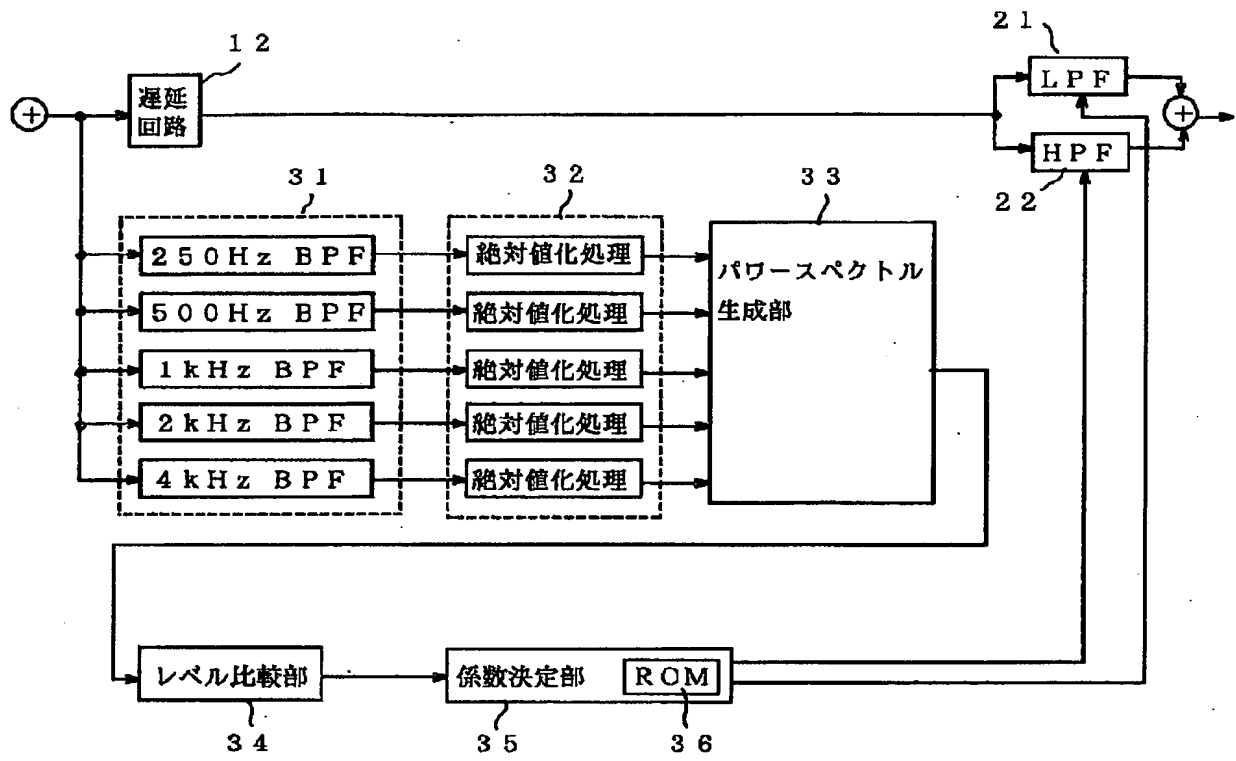 12
21
遅延
回路
LPF
HPF
22
31
32
33
250Hz BPF
絶対値化処理
500Hz BPF
絶対値化処理
1kHz BPF
絶対値化処理
2kHz BPF
絶対値化処理
4kHz BPF
絶対値化処理
パワースペクトル
生成部
レベル比較部
係数決定部
ROM
34
35
36